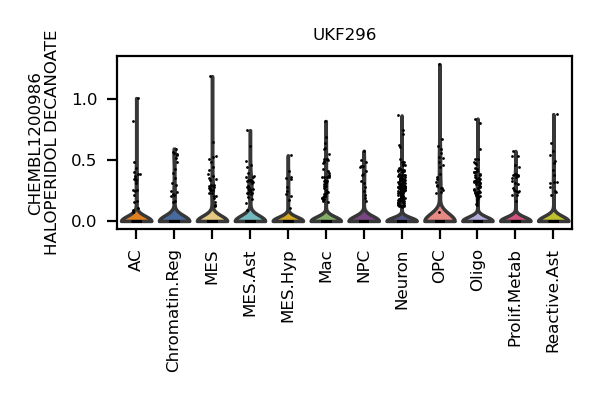 UKF296
CHEMBL1200986
HALOPERIDOL DECANOATE
1.0
0.5
0.0
AC
Chromatin.Reg
MES
MES.Ast
MES.Hyp
Mac
NPC
Neuron
OPC
Oligo
Prolif.Metab
Reactive.Ast